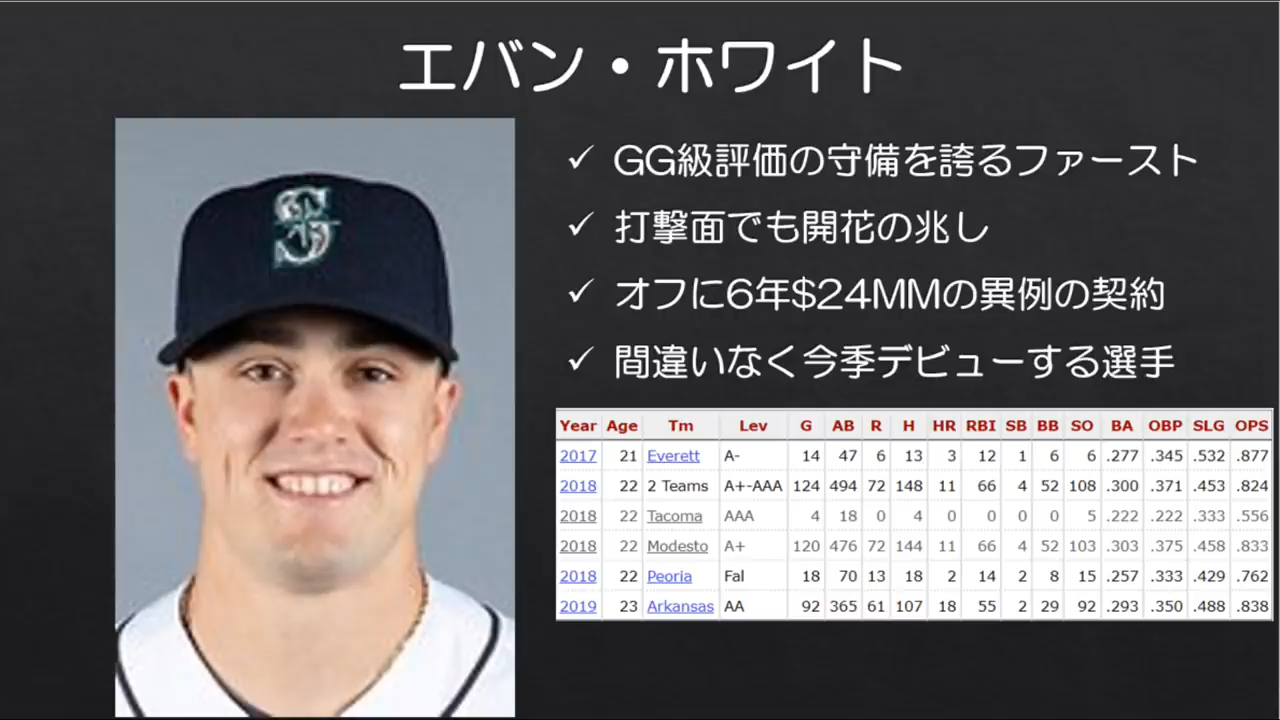 エバン・ホワイト
S
✓ GG級評価の守備を誇るファースト
✓ 打撃面でも開花の兆し
✓ オフに6年$24MMの異例の契約
✓ 間違いなく今季デビューする選手
Year Age Tm Lev G AB R H HR RBI SB BB SO BA OBP SLG OPS
2017 21 Everett A- 14 47 6 13 3 12 1 6 6 .277 .345 .532 .877
2018 22 2 Teams A+-AAA 124 494 72 148 11 66 4 52 108 .300 .371 .453 .824
2018 22 Tacoma AAA 4 18 0 4 0 0 0 0 5 .222 .222 .333 .556
2018 22 Modesto A+ 120 476 72 144 11 66 4 52 103 .303 .375 .458 .833
2018 22 Peoria Fal 18 70 13 18 2 14 2 8 15 .257 .333 .429 .762
2019 23 Arkansas AA 92 365 61 107 18 55 2 29 92 .293 .350 .488 .838